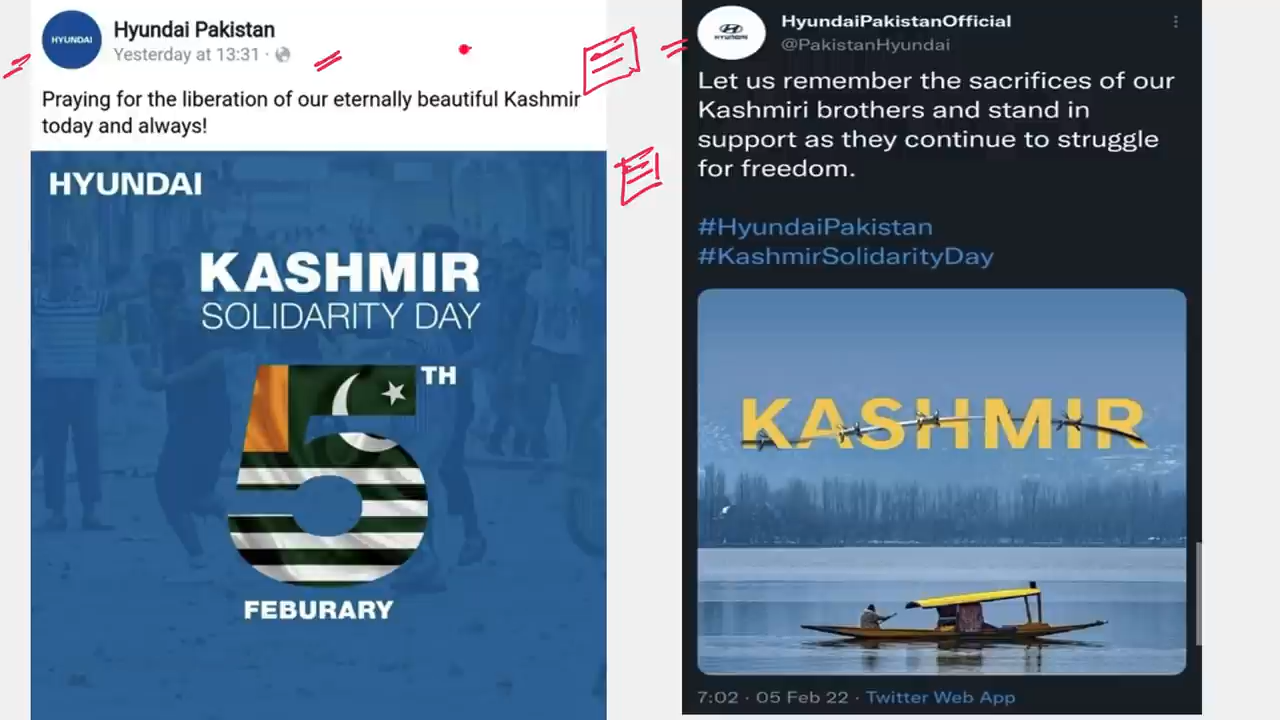 HYUNDAI
Hyundai Pakistan
Yesterday at 13:31 ·
Praying for the liberation of our eternally beautiful Kashmir
today and always!
HYUNDAI
KASHMIR
SOLIDARITY DAY
5TH
FEBURARY
HYUNDAI
HyundaiPakistanOfficial
@PakistanHyundai
Let us remember the sacrifices of our
Kashmiri brothers and stand in
support as they continue to struggle
for freedom.
#HyundaiPakistan
#KashmirSolidarityDay
KASHMIR
7:02 · 05 Feb 22 · Twitter Web App